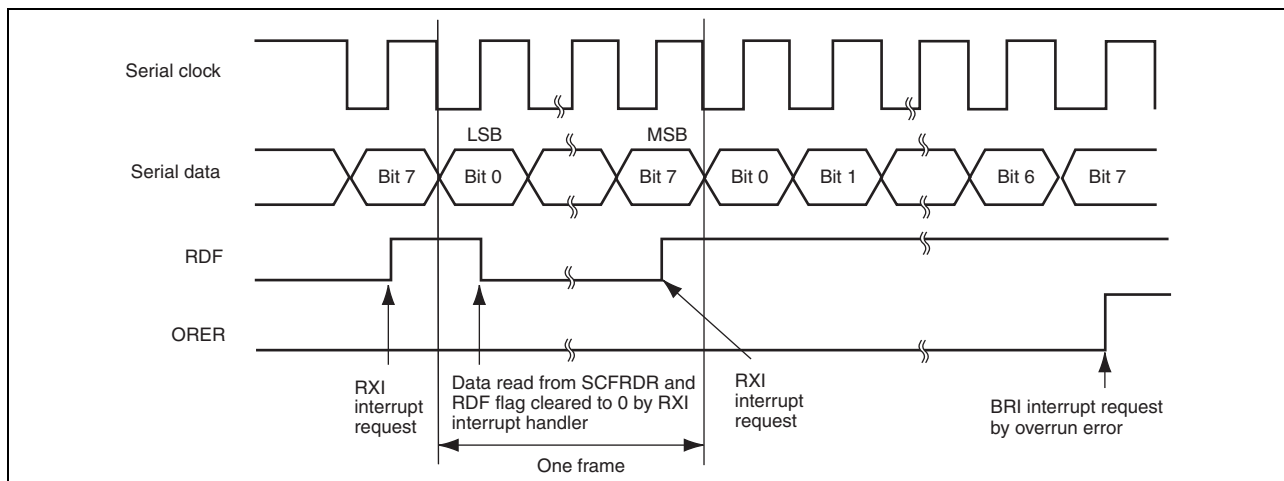 Serial clock
LSB
MSB
Serial data
Bit 7
Bit 0
Bit 7
Bit 0
Bit 1
Bit 6
Bit 7
RDF
ORER
RXI
interrupt
request
Data read from SCFRDR and
RDF flag cleared to 0 by RXI
interrupt handler
RXI
interrupt
request
BRI interrupt request
by overrun error
One frame